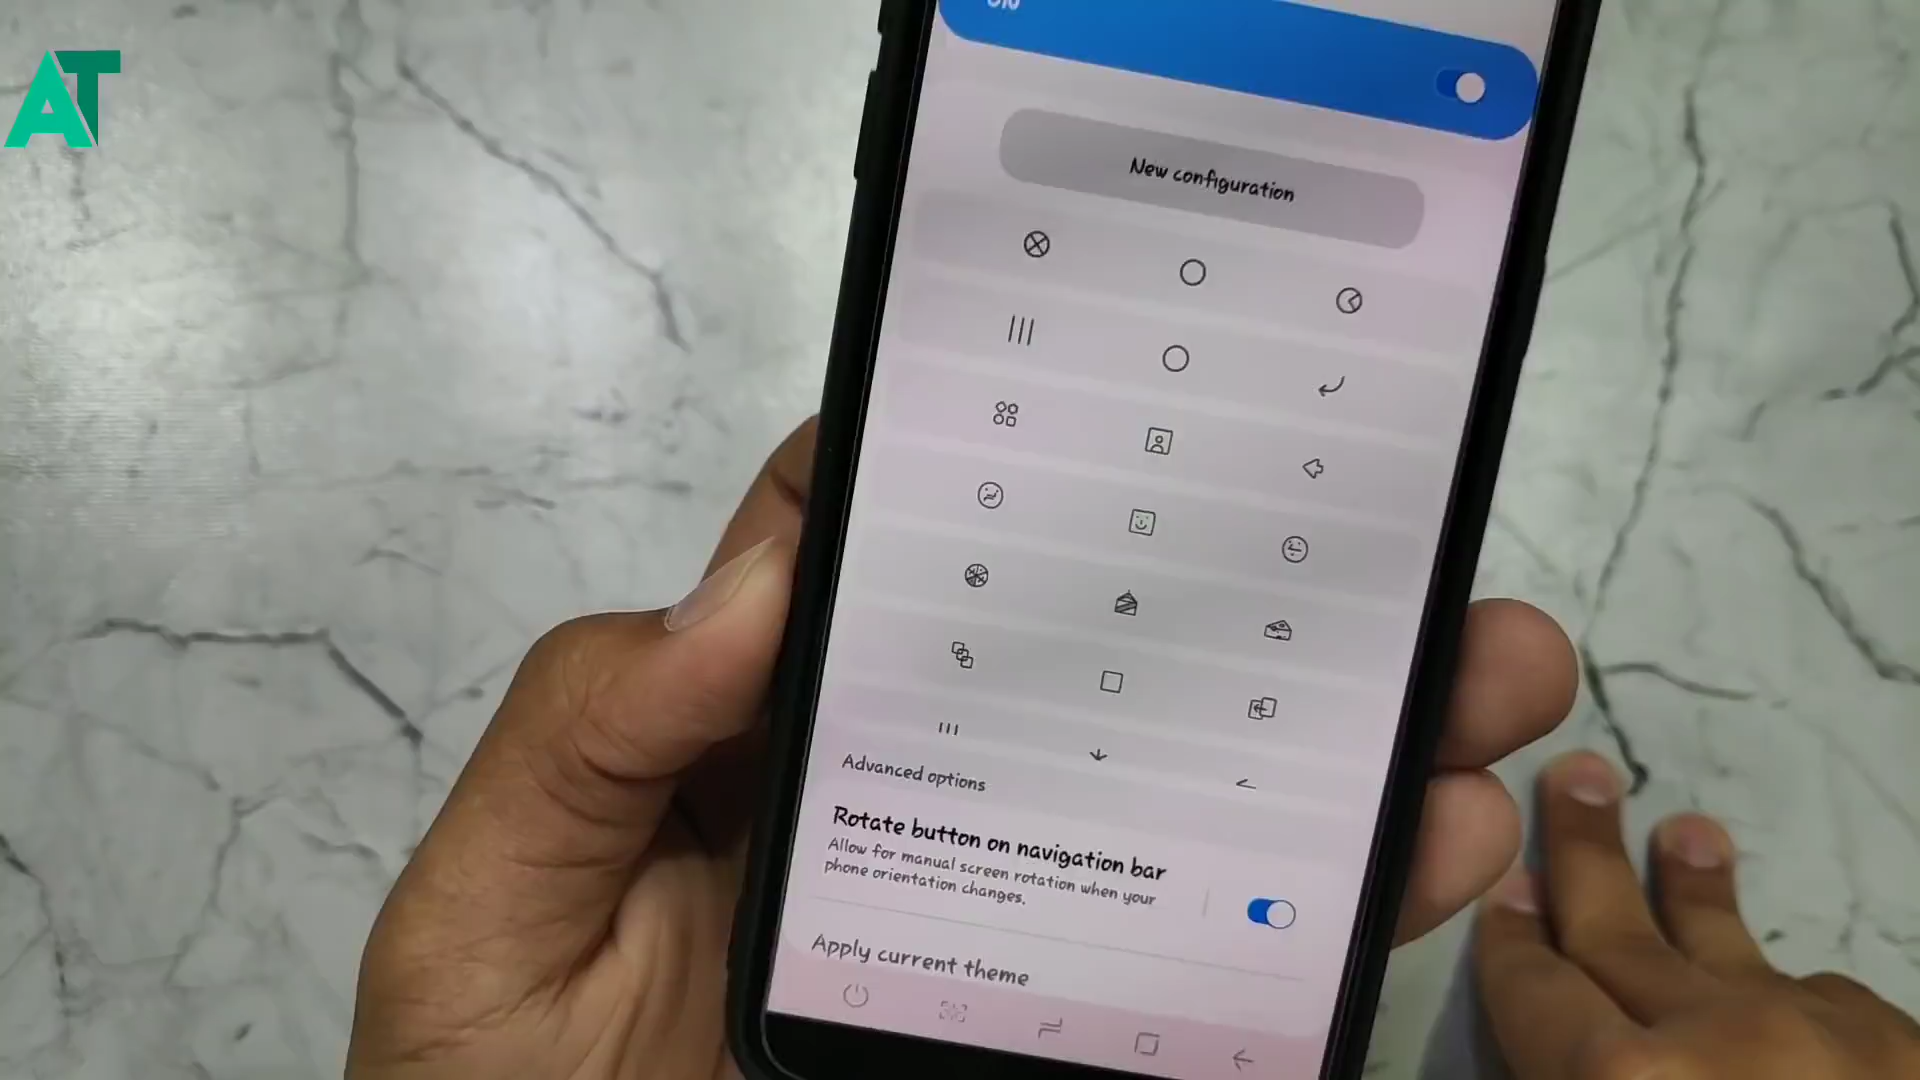 AT
ON
New configuration
Advanced options
Rotate button on navigation bar
Allow for manual screen rotation when your
phone orientation changes.
Apply current theme